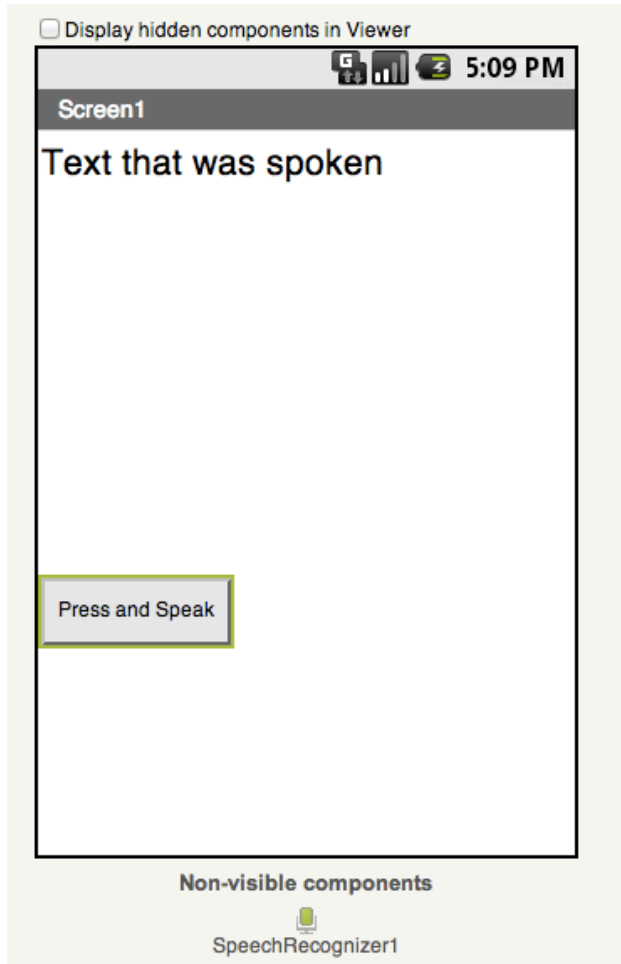 Display hidden components in Viewer
G 5:09 PM
Screen1
Text that was spoken
Press and Speak
Non-visible components
SpeechRecognizer1